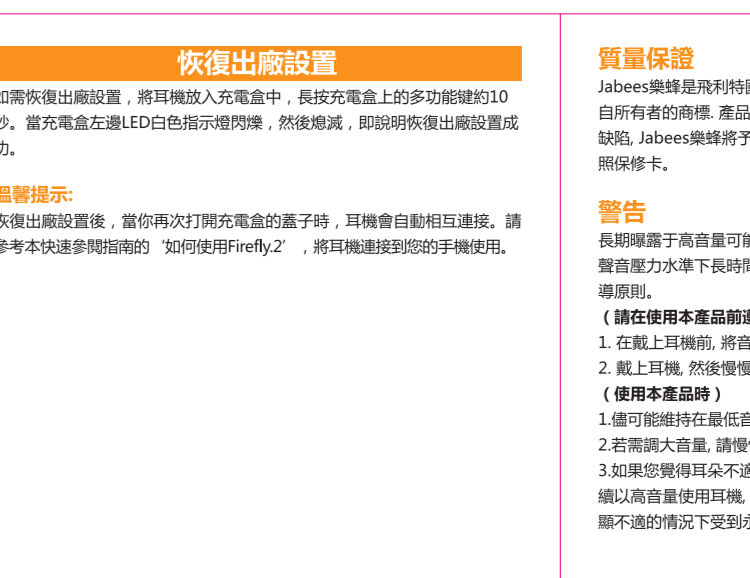 恢復出廠設置
如需恢復出廠設置，將耳機放入充電盒中，長按充電盒上的多功能键約10
秒。當充電盒左邊LED白色指示燈閃爍，然後熄滅，即說明恢復出廠設置成
功。
溫馨提示:
恢復出廠設置後，當你再次打開充電盒的蓋子時，耳機會自動相互連接。請
參考本快速參閱指南的‘如何使用Firefly.2’，將耳機連接到您的手機使用。
質量保證
Jabees樂蜂是飛利特
自所有者的商標. 產品
缺陷, Jabees樂蜂將予
照保修卡。
警告
長期曝露于高音量可能
聲音壓力水準下長時間
導原則。
（請在使用本產品前遵
1. 在戴上耳機前, 將音
2. 戴上耳機, 然後慢慢
（使用本產品時）
1.儘可能維持在最低音
2.若需調大音量, 請慢
3.如果您覺得耳朵不適
續以高音量使用耳機,
顯不適的情況下受到永